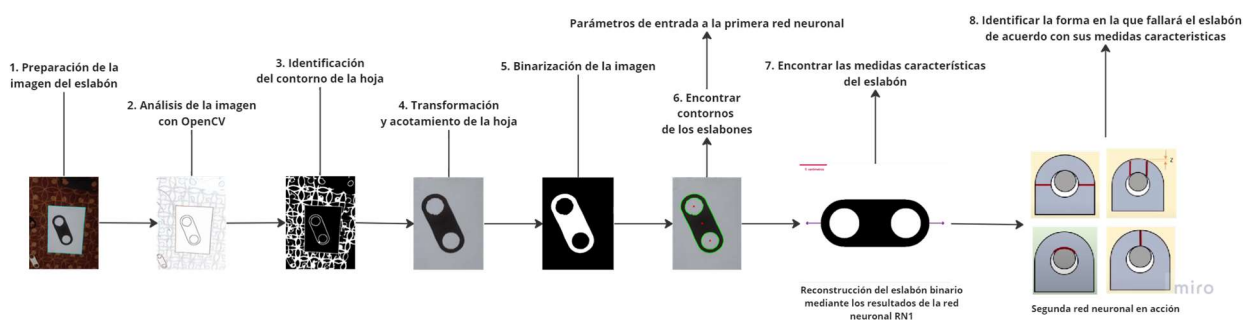 1. Preparación de la
imagen del eslabón
2. Análisis de la imagen
con OpenCV
3. Identificación
del contorno de la hoja
4. Transformación
y acotamiento de la hoja
5. Binarización de la imagen
Parámetros de entrada a la primera red neuronal
6. Encontrar
contornos
de los eslabones
7. Encontrar las medidas características
del eslabón
8. Identificar la forma en la que fallará el eslabón
de acuerdo con sus medidas caracteristicas
Reconstrucción del eslabón binario
mediante los resultados de la red
neuronal RN1
Segunda red neuronal en acción
miro